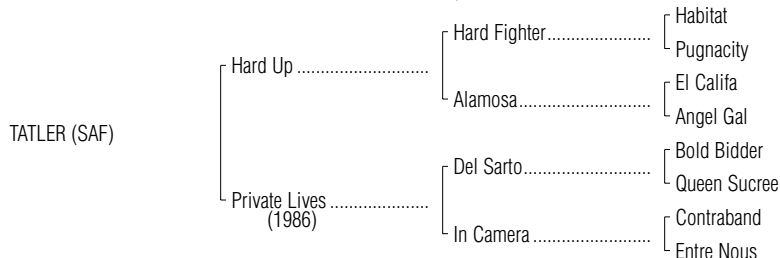 Habitat
Hard Fighter
Pugnacity
Hard Up
El Califa
Alamosa
Angel Gal
TATLER (SAF)
Bold Bidder
Del Sarto
Queen Sucree
Private Lives
(1986)
Contraband
In Camera
Entre Nous